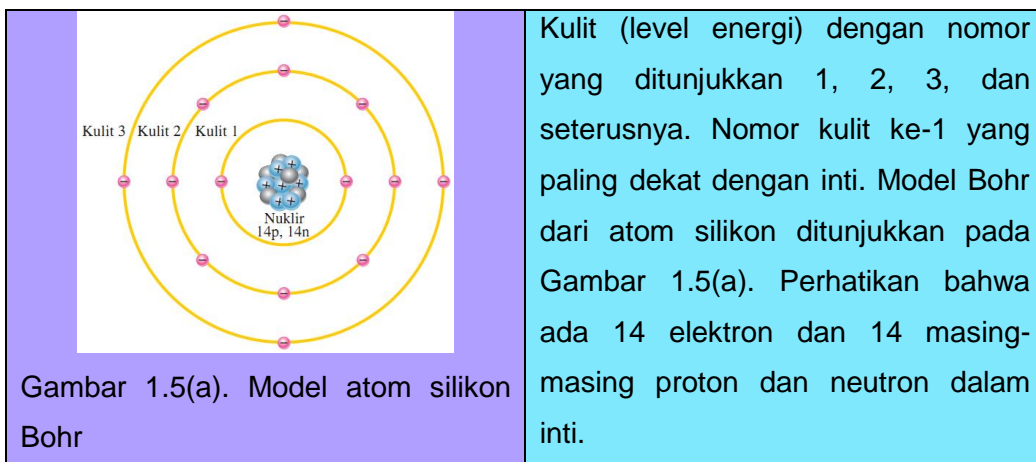 Kulit 3 Kulit 2 Kulit 1
Nuklir
14p, 14n
Gambar 1.5(a). Model atom silikon
Bohr
Kulit (level energi) dengan nomor
yang ditunjukkan 1, 2, 3, dan
seterusnya. Nomor kulit ke-1 yang
paling dekat dengan inti. Model Bohr
dari atom silikon ditunjukkan pada
Gambar 1.5(a). Perhatikan bahwa
ada 14 elektron dan 14 masing-
masing proton dan neutron dalam
inti.